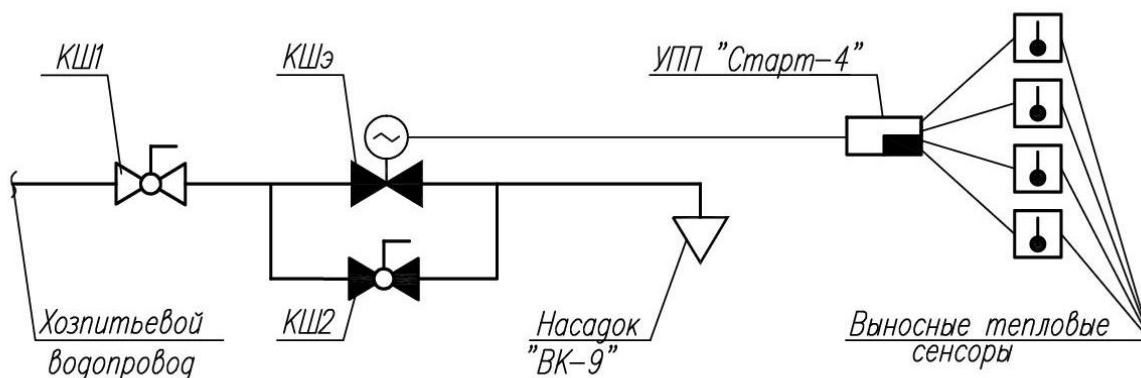 КШ1
КШэ
УПП "Старт-4"
КШ2
Хозпитьевой
водопровод
Насадок
"ВК-9"
Выносные тепловые
сенсоры